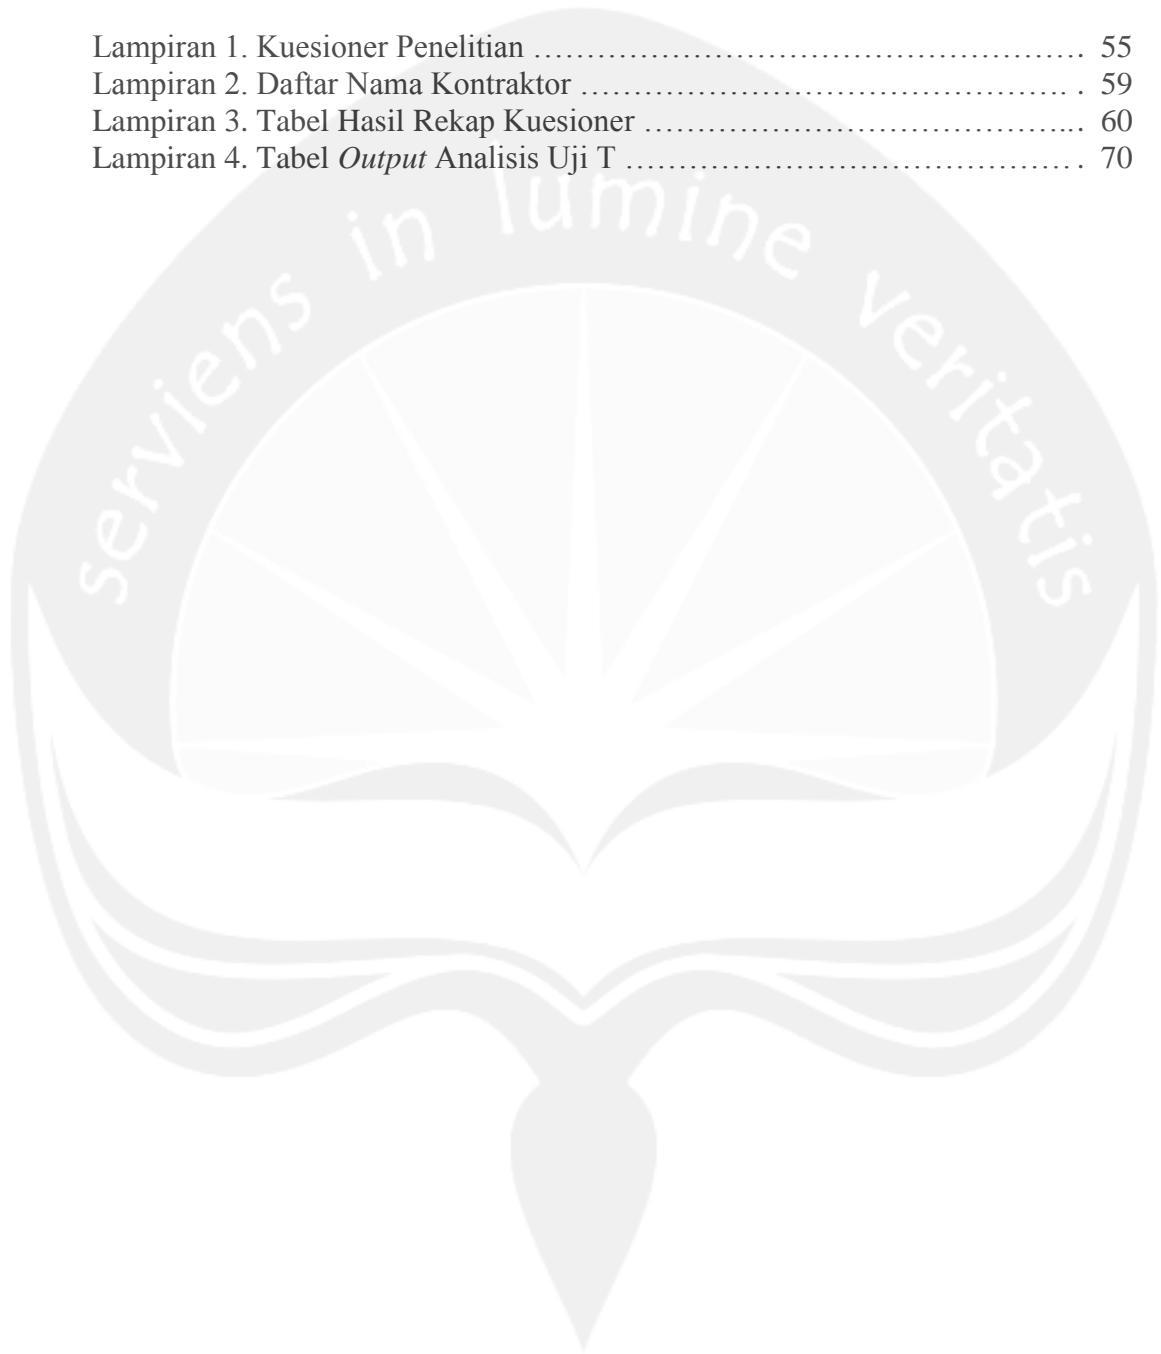 Lampiran 1. Kuesioner Penelitian ………………………………………………………. 55
Lampiran 2. Daftar Nama Kontraktor ………………………………………………. . 59
Lampiran 3. Tabel Hasil Rekap Kuesioner …………………………………………... 60
Lampiran 4. Tabel Output Analisis Uji T ……………………………………………. 70
serviens in lumine veritatis